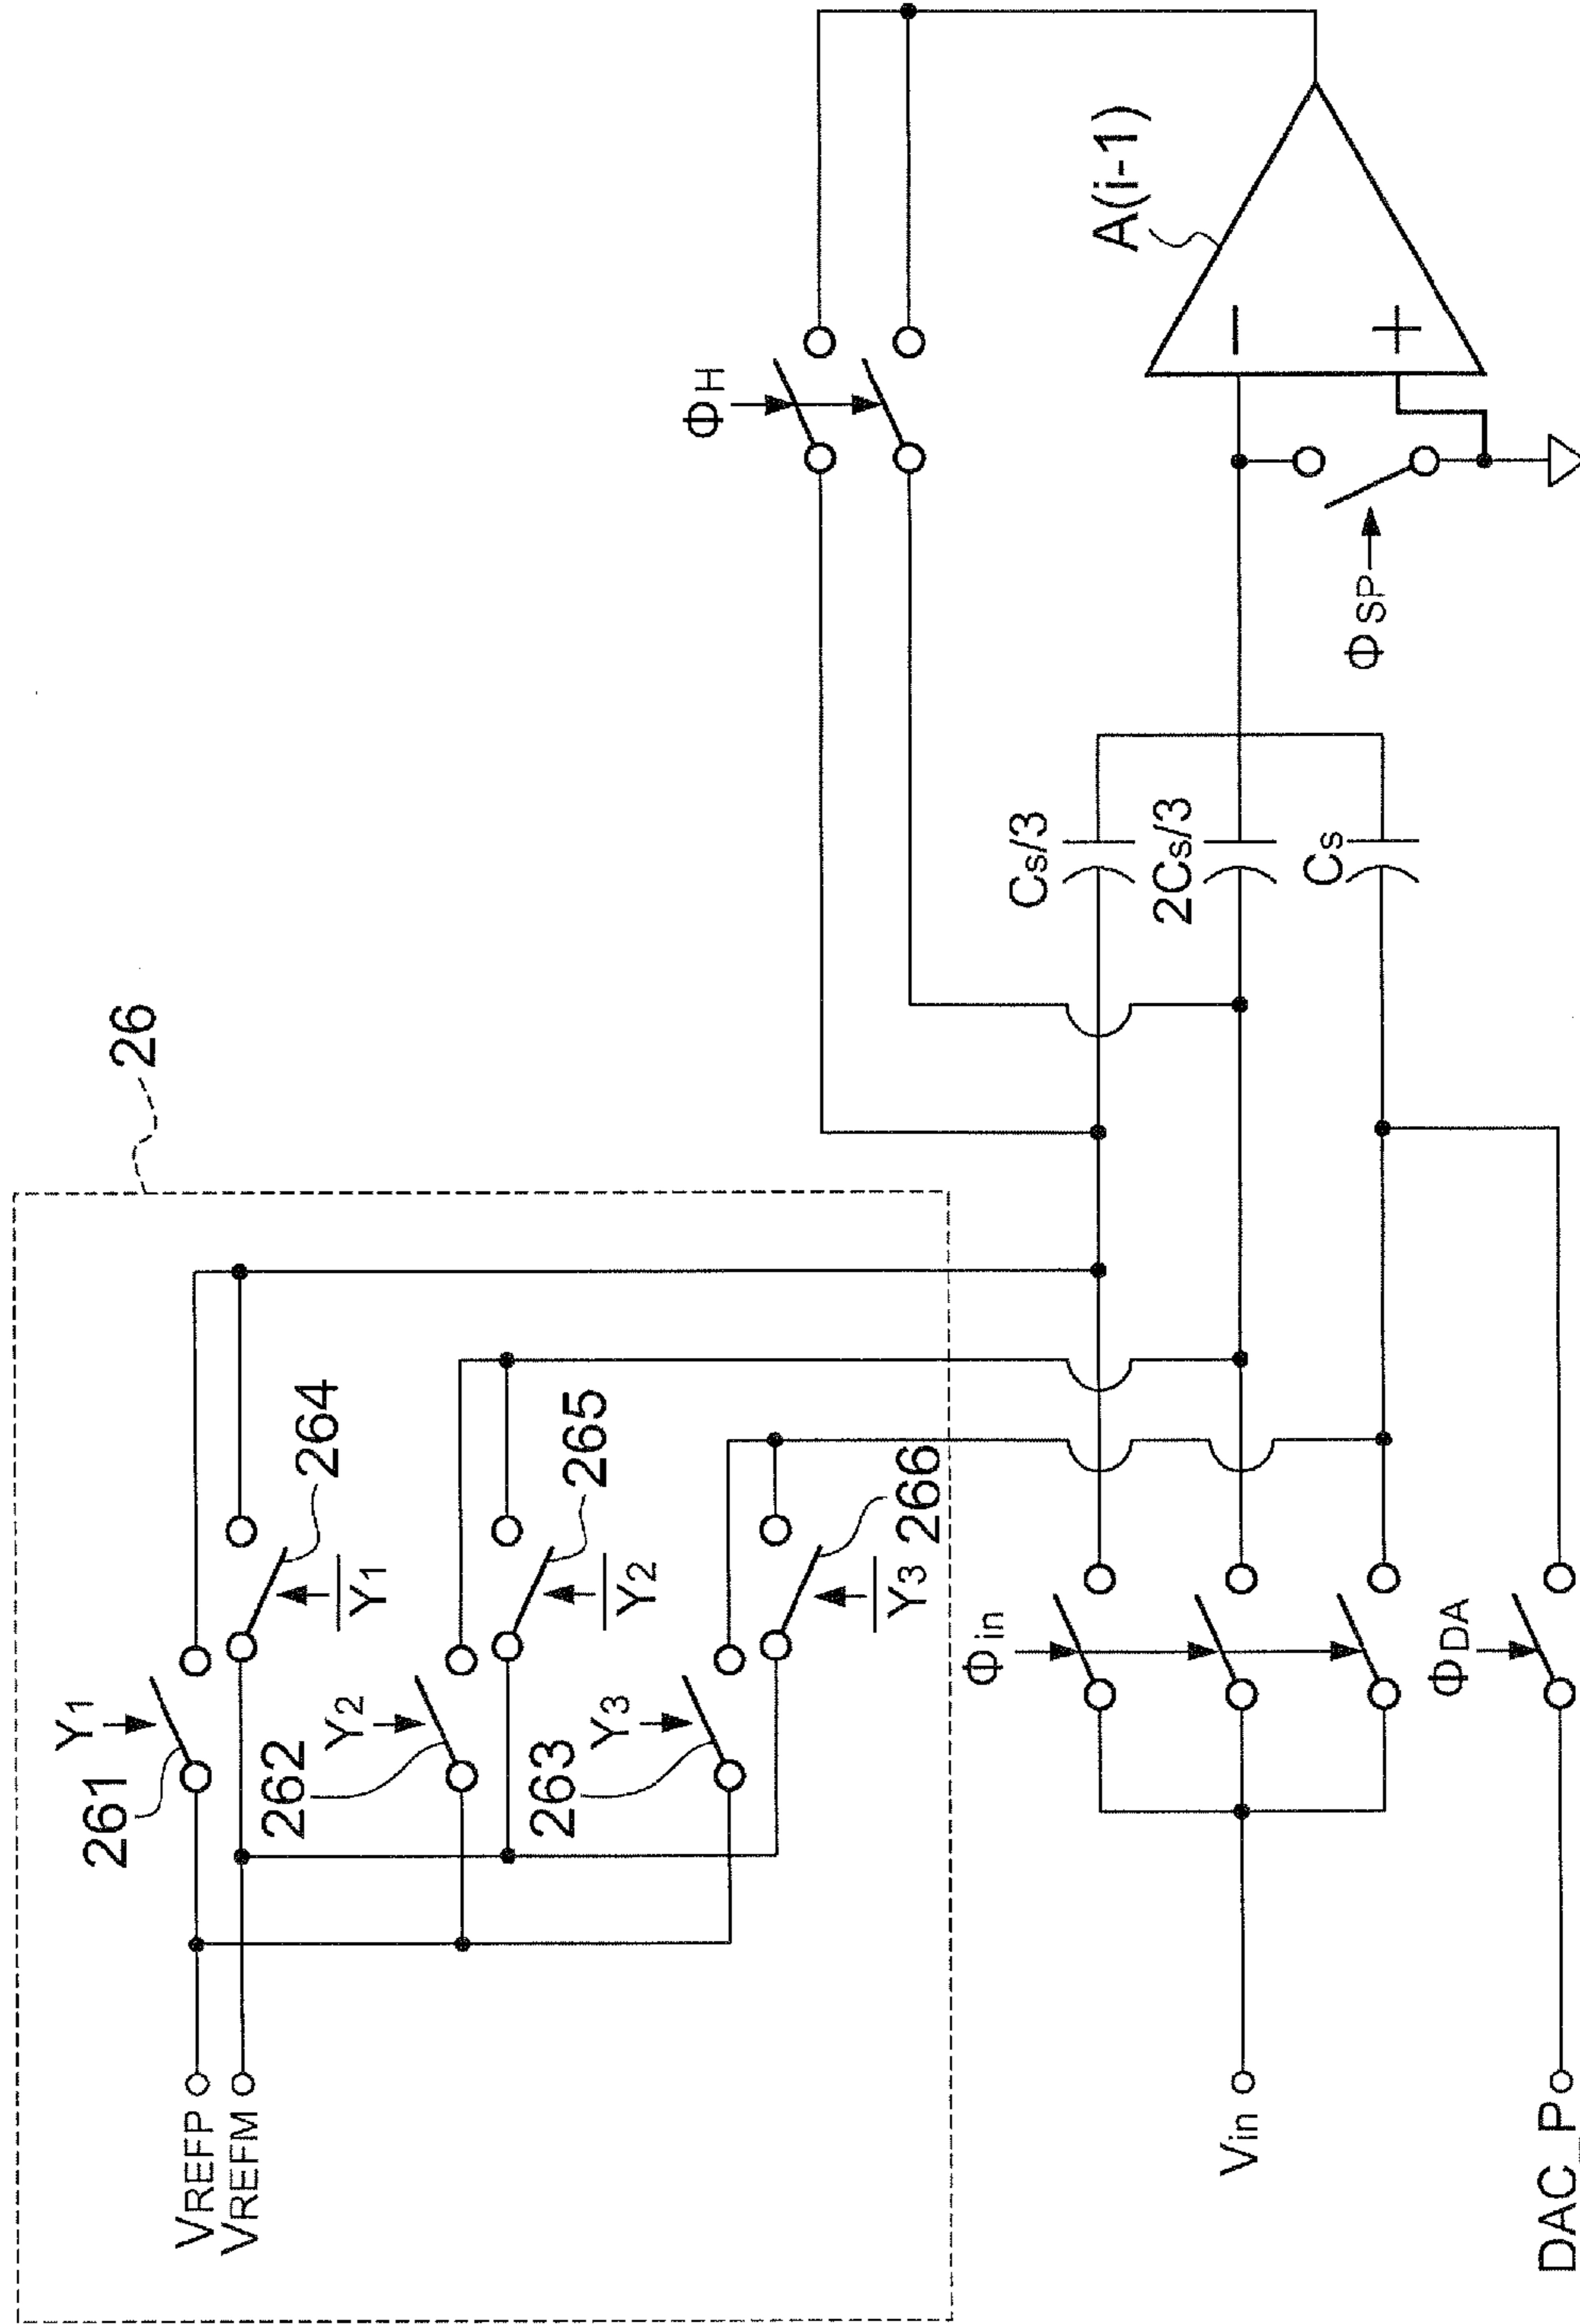 26
VREFP
VREFM
261
Y1
264
Y1
262
Y2
265
Y2
263
Y3
266
Y3
Vin
Φin
DAC_P
ΦDA
Cs/3
2Cs/3
Cs
ΦH
ΦSP
A(i-1)
−
+